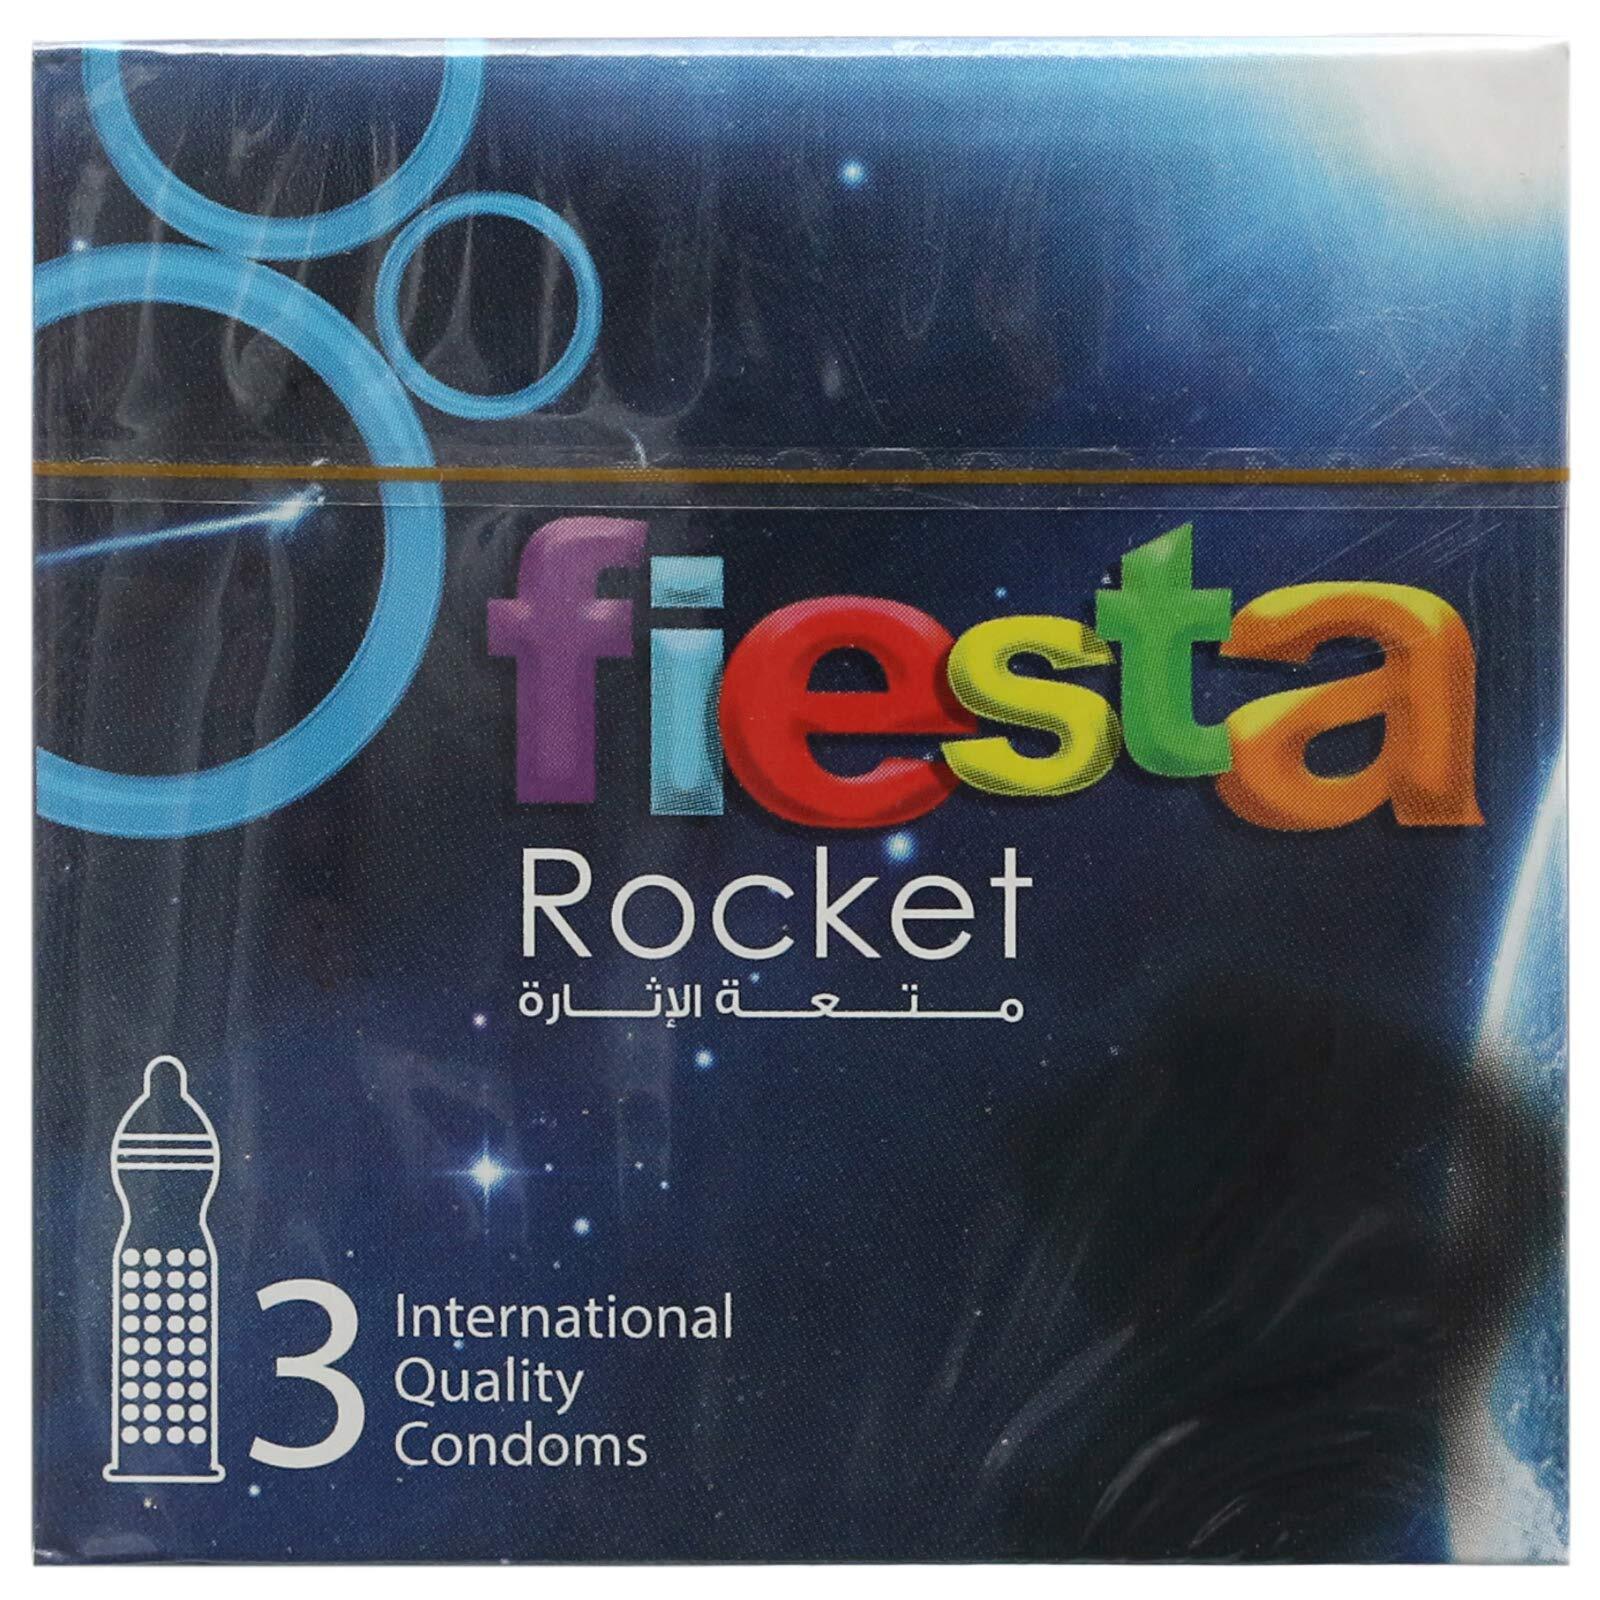 fiesta
Rocket
متعة الإثارة
3
International
Quality
Condoms